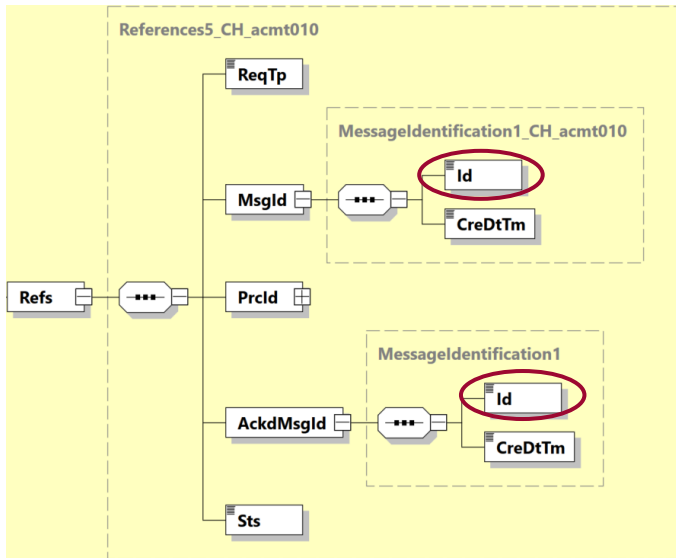 References5_CH_acmt010
ReqTp
MessageIdentification1_CH_acmt010
Id
MsgId
CreDtTm
Refs
PrcId
MessageIdentification1
Id
AckdMsgId
CreDtTm
Sts